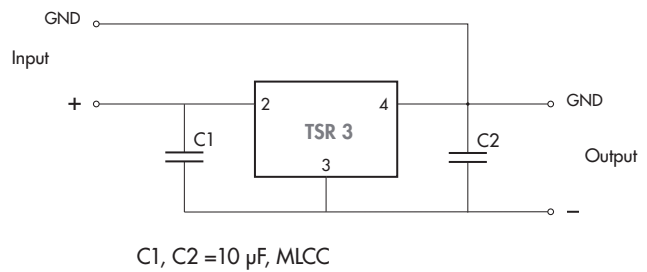 GND
Input
+
2
4
GND
TSR 3
C1
C2
3
Output
–
C1, C2 =10 µF, MLCC